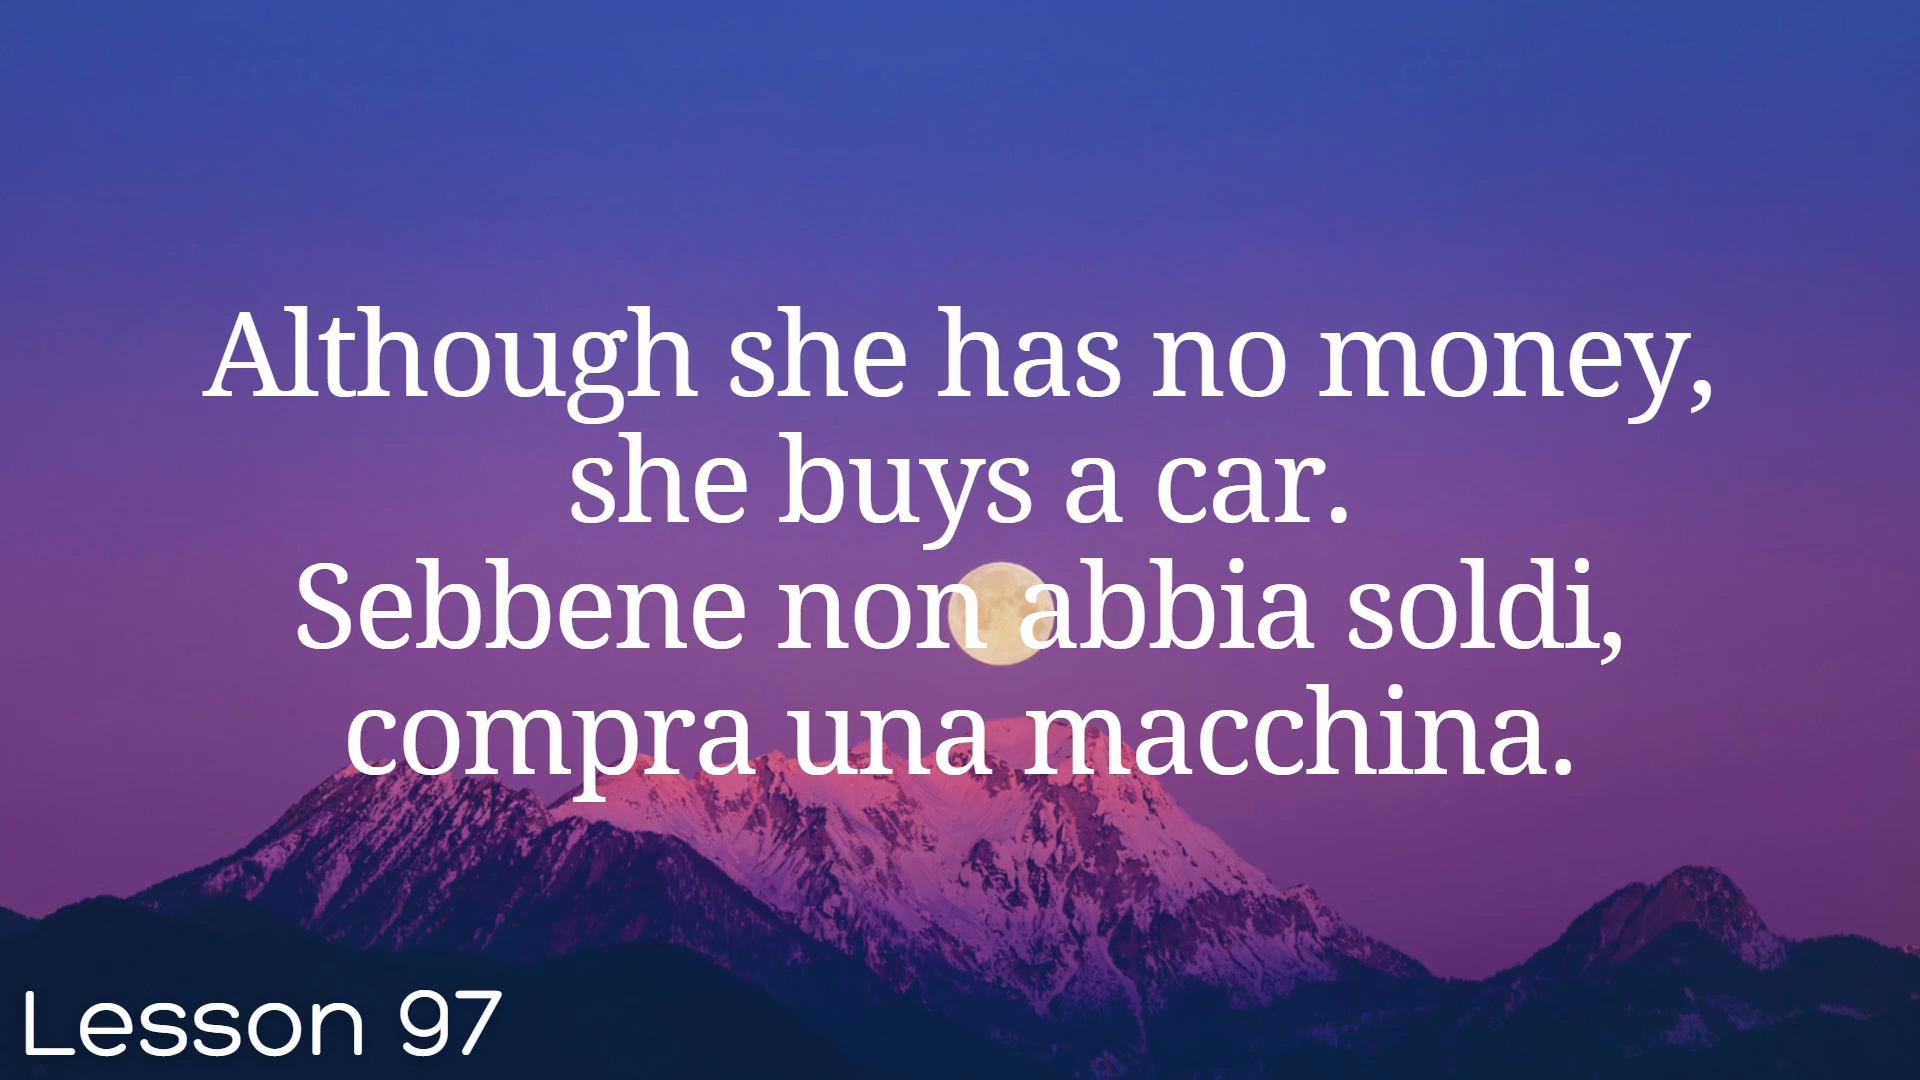 Although she has no money,
she buys a car.
Sebbene non abbia soldi,
compra una macchina.
Lesson 97